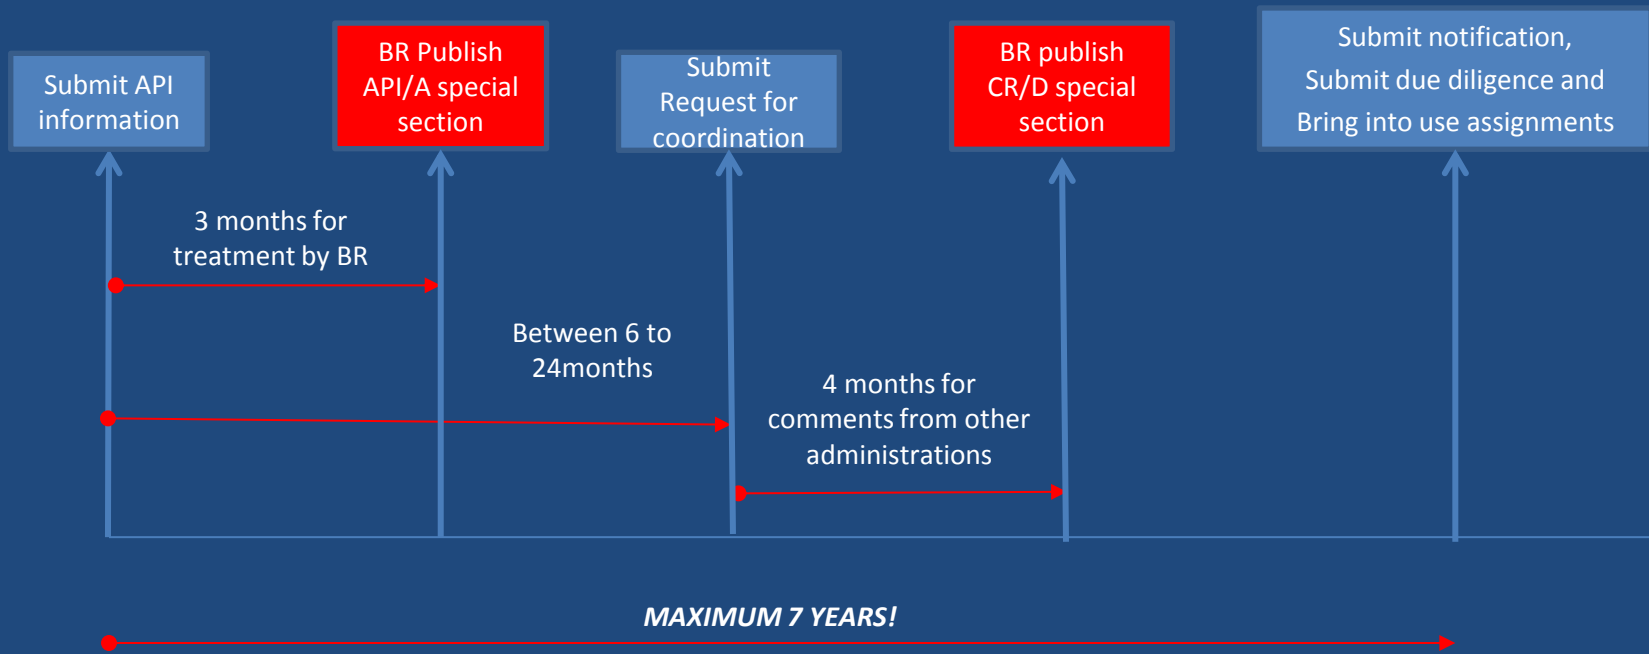 Submit API
information
BR Publish
API/A special
section
Submit
Request for
coordination
BR publish
CR/D special
section
Submit notification,
Submit due diligence and
Bring into use assignments
3 months for
treatment by BR
Between 6 to
24months
4 months for
comments from other
administrations
MAXIMUM 7 YEARS!